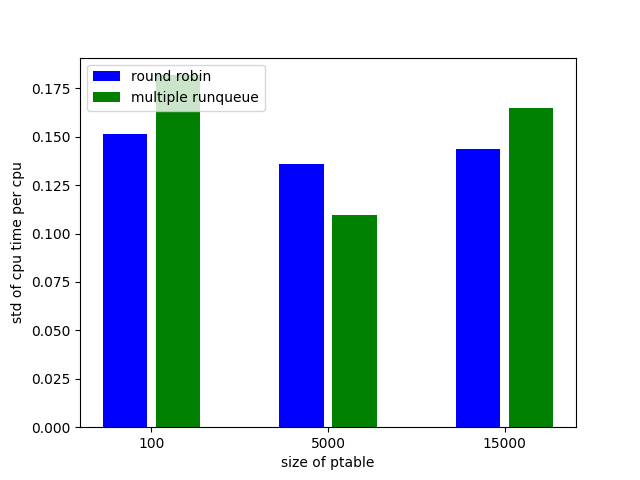 round robin
multiple runqueue
0.175
0.150
0.125
0.100
0.075
0.050
0.025
0.000
std of cpu time per cpu
100 5000 15000
size of ptable